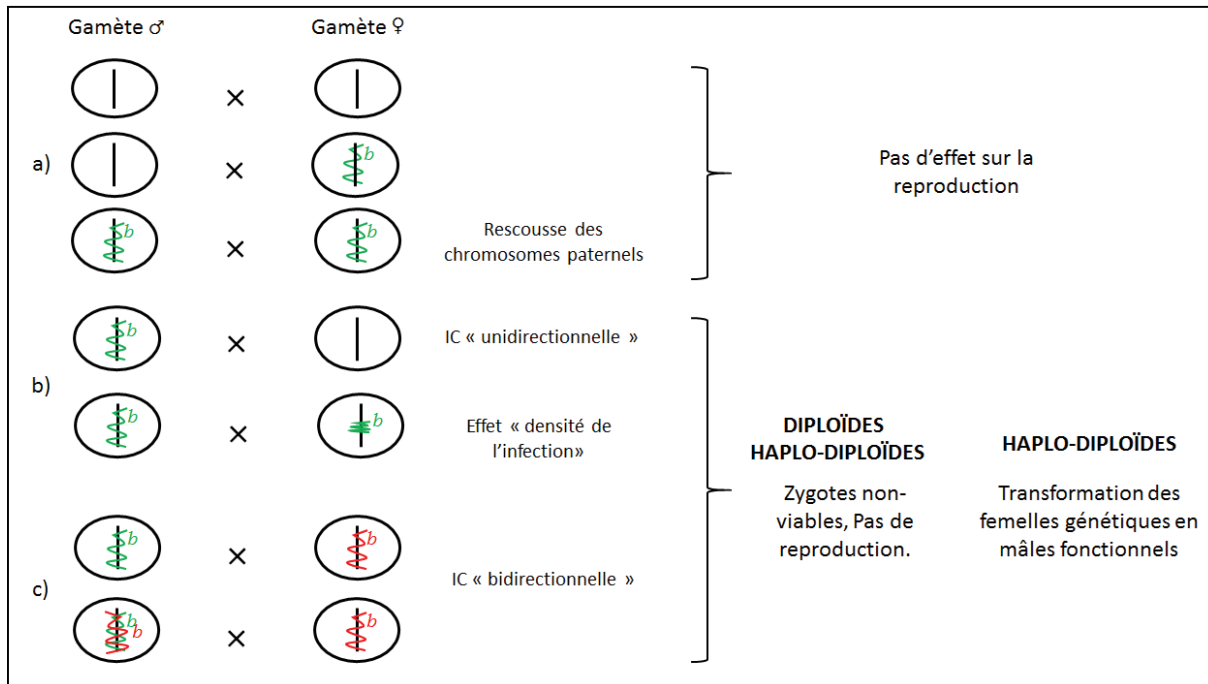 Gamète ♂ Gamète ♀
×
a)
× b
b × b
Rescousse des
chromosomes paternels
Pas d’effet sur la
reproduction
b)
b ×
IC « unidirectionnelle »
b × b
Effet « densité de
l’infection»
c)
b × b
b b × b
IC « bidirectionnelle »
DIPLOÏDES
HAPLO-DIPLOÏDES
Zygotes non-
viables, Pas de
reproduction.
HAPLO-DIPLOÏDES
Transformation des
femelles génétiques en
mâles fonctionnels